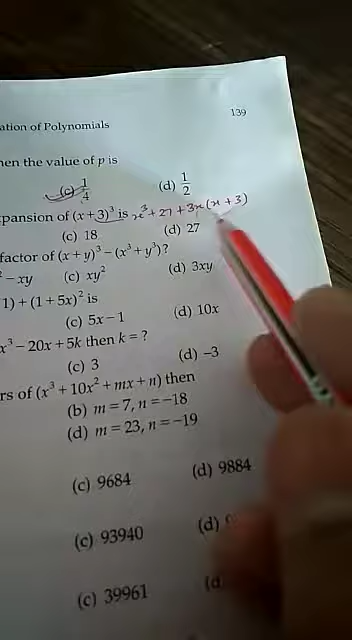 139
ation of Polynomials
hen the value of p is
(c) 1/4 (d) 1/2
pansion of (x + 3)³ is x³ + 27 + 3x(x + 3)
(c) 18 (d) 27
factor of (x + y)³ − (x³ + y³)?
² − xy (c) xy² (d) 3xy
1) + (1 + 5x)² is
(c) 5x − 1 (d) 10x
x³ − 20x + 5k then k = ?
(c) 3 (d) −3
rs of (x³ + 10x² + mx + n) then
(b) m = 7, n = −18
(d) m = 23, n = −19
(c) 9684 (d) 9884
(c) 93940 (d)
(c) 39961 (d